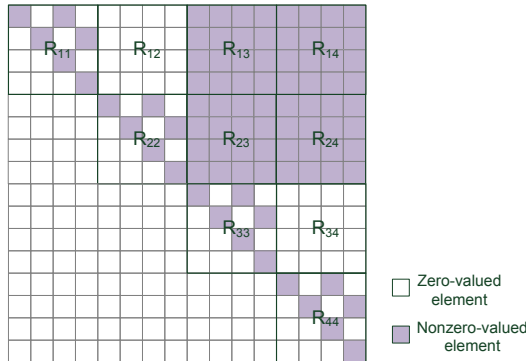 R11 R12 R13 R14
R22 R23 R24
R33 R34
R44
Zero-valued
element
Nonzero-valued
element